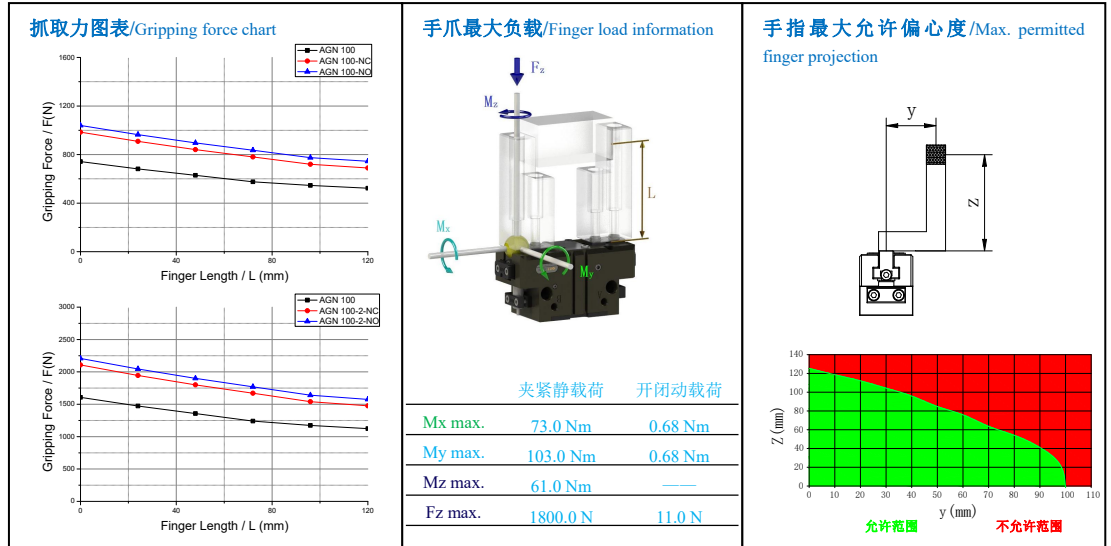 抓取力图表/Gripping force chart
AGN 100
AGN 100-NC
AGN 100-NO
1600
1200
800
400
0
Gripping Force / F(N)
0 40 80 120
Finger Length / L (mm)
AGN 100
AGN 100-2-NC
AGN 100-2-NO
3000
2500
2000
1500
1000
500
0
Gripping Force / F(N)
0 40 80 120
Finger Length / L (mm)
手爪最大负载/Finger load information
Fz
Mz
L
Mx
My
夹紧静载荷 开闭动载荷
Mx max. 73.0 Nm 0.68 Nm
My max. 103.0 Nm 0.68 Nm
Mz max. 61.0 Nm ——
Fz max. 1800.0 N 11.0 N
手指最大允许偏心度/Max. permitted
finger projection
y
Z
140
120
100
80
60
40
20
0
Z(mm)
0 10 20 30 40 50 60 70 80 90 100 110
y(mm)
允许范围 不允许范围